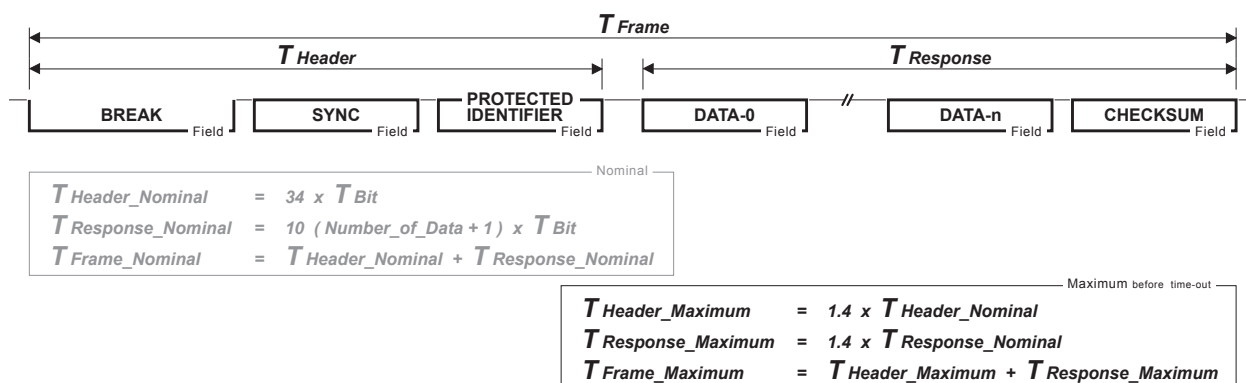 T Frame
T Header
T Response
BREAK
Field
SYNC
Field
PROTECTED
IDENTIFIER
Field
DATA-0
Field
//
DATA-n
Field
CHECKSUM
Field
Nominal
T Header_Nominal = 34 x T Bit
T Response_Nominal = 10 ( Number_of_Data + 1 ) x T Bit
T Frame_Nominal = T Header_Nominal + T Response_Nominal
Maximum before time-out
T Header_Maximum = 1.4 x T Header_Nominal
T Response_Maximum = 1.4 x T Response_Nominal
T Frame_Maximum = T Header_Maximum + T Response_Maximum